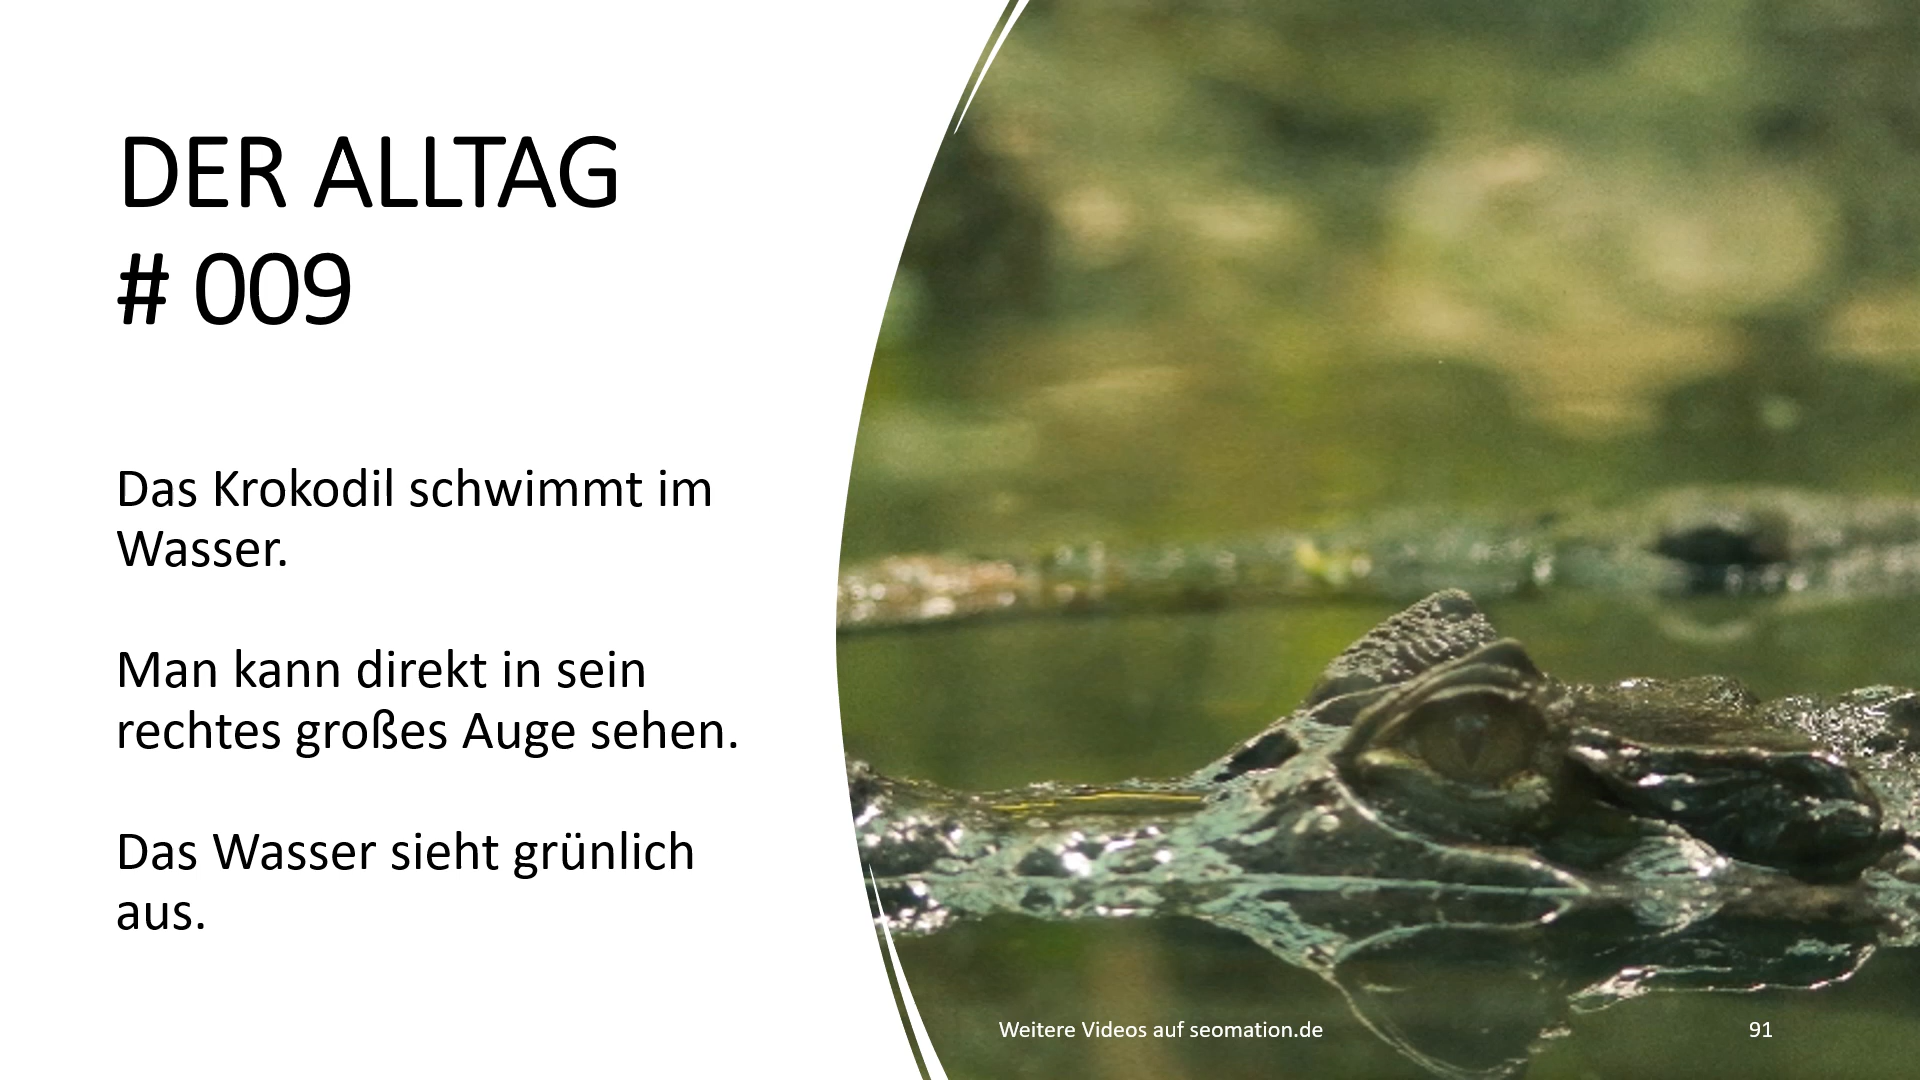 DER ALLTAG
# 009
Das Krokodil schwimmt im
Wasser.
Man kann direkt in sein
rechtes großes Auge sehen.
Das Wasser sieht grünlich
aus.
Weitere Videos auf seomation.de
91